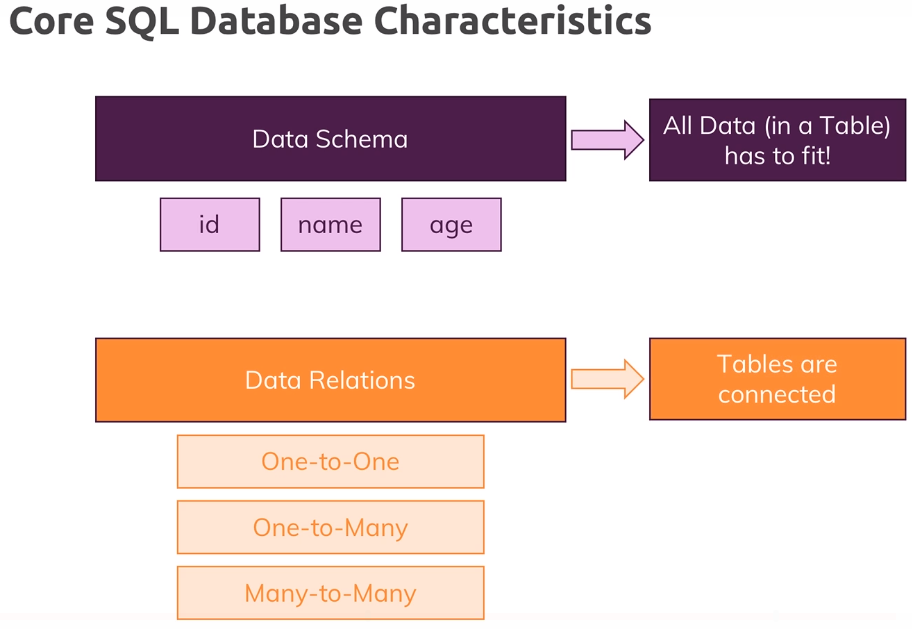 Core SQL Database Characteristics
Data Schema
All Data (in a Table)
has to fit!
id
name
age
Data Relations
Tables are
connected
One-to-One
One-to-Many
Many-to-Many